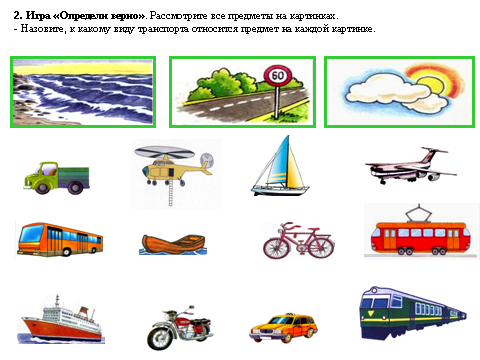 2. Игра «Определи верно». Рассмотрите все предметы на картинках.
- Назовите, к какому виду транспорта относится предмет на каждой картинке.
60